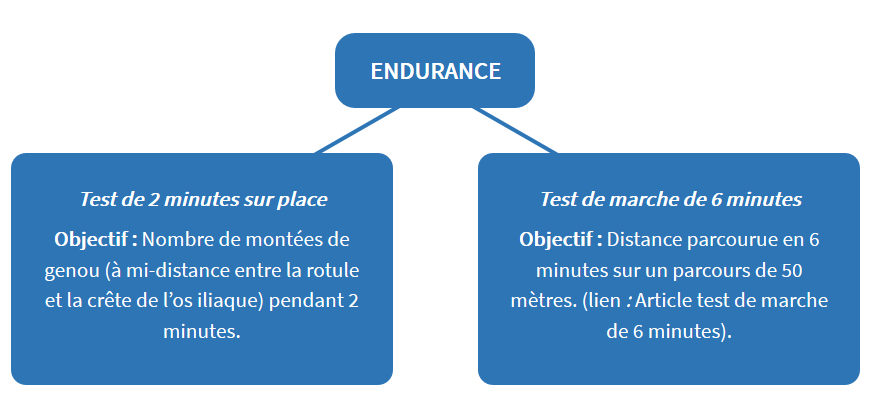 ENDURANCE
Test de 2 minutes sur place
Objectif : Nombre de montées de
genou (à mi-distance entre la rotule
et la crête de l’os iliaque) pendant 2
minutes.
Test de marche de 6 minutes
Objectif : Distance parcourue en 6
minutes sur un parcours de 50
mètres. (lien : Article test de marche
de 6 minutes).